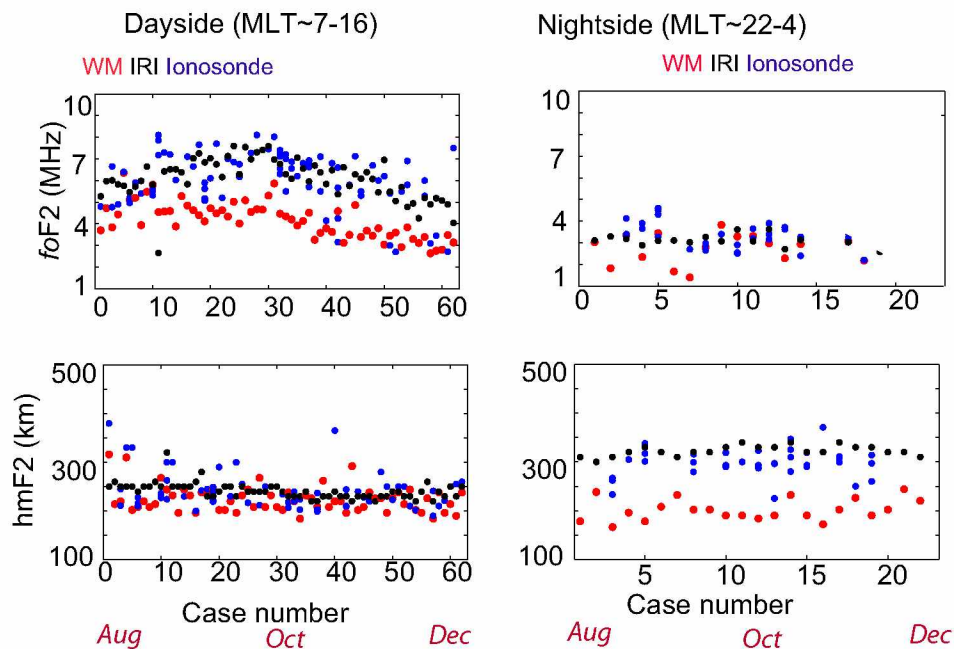 Dayside (MLT~7-16)
WM IRI Ionosonde
foF2 (MHz)
10
7
4
1
0 10 20 30 40 50 60
hmF2 (km)
500
300
100
0 10 20 30 40 50 60
Case number
Aug Oct Dec
Nightside (MLT~22-4)
WM IRI Ionosonde
10
7
4
1
0 5 10 15 20
500
300
100
5 10 15 20
Case number
Aug Oct Dec